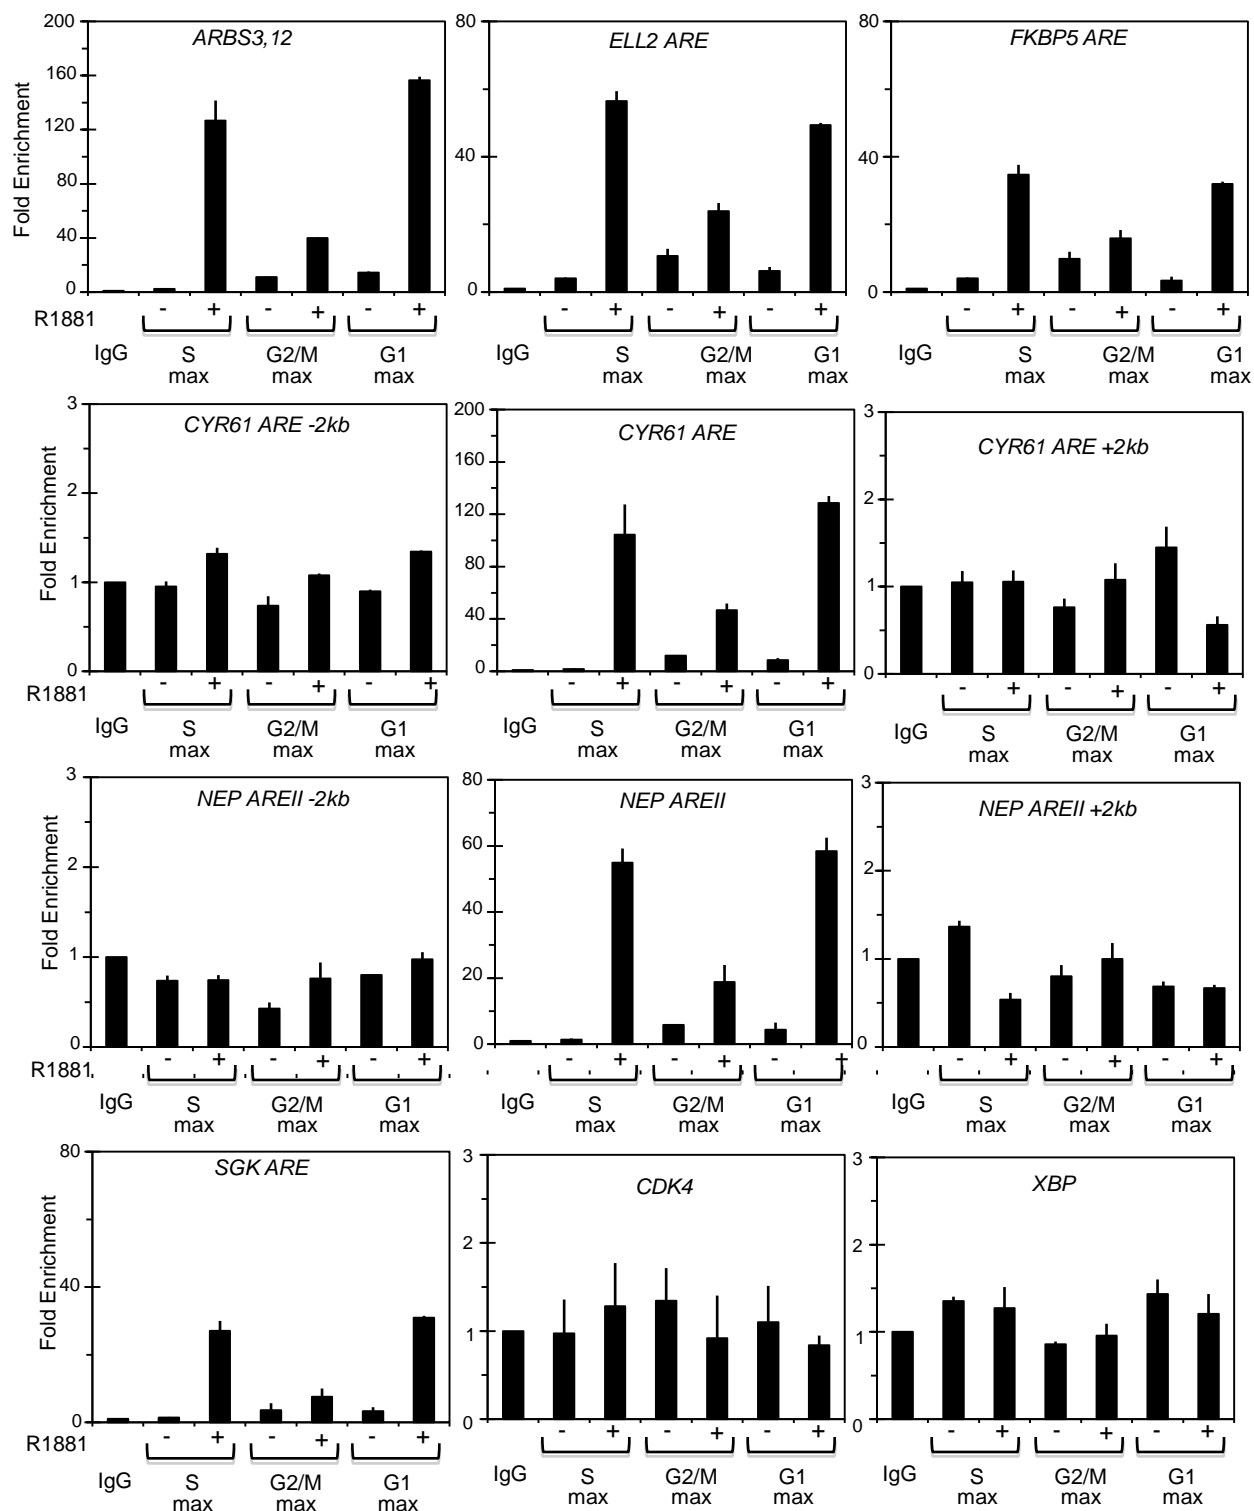 ARBS3,12
ELL2 ARE
FKBP5 ARE
Fold Enrichment
200
160
120
80
40
0
80
40
0
80
40
0
R1881 - + - + - +
- + - + - +
- + - + - +
IgG S max G2/M max G1 max
IgG S max G2/M max G1 max
IgG S max G2/M max G1 max
CYR61 ARE -2kb
CYR61 ARE
CYR61 ARE +2kb
Fold Enrichment
3
2
1
0
200
160
120
80
40
0
3
2
1
0
R1881 - + - + - +
- + - + - +
- + - + - +
IgG S max G2/M max G1 max
IgG S max G2/M max G1 max
IgG S max G2/M max G1 max
NEP AREII -2kb
NEP AREII
NEP AREII +2kb
Fold Enrichment
3
2
1
0
80
60
40
20
0
3
2
1
0
R1881 - + - + - +
- + - + - +
- + - + - +
IgG S max G2/M max G1 max
IgG S max G2/M max G1 max
IgG S max G2/M max G1 max
SGK ARE
CDK4
XBP
Fold Enrichment
80
40
0
3
2
1
0
3
2
1
0
R1881 - + - + - +
- + - + - +
- + - + - +
IgG S max G2/M max G1 max
IgG S max G2/M max G1 max
IgG S max G2/M max G1 max